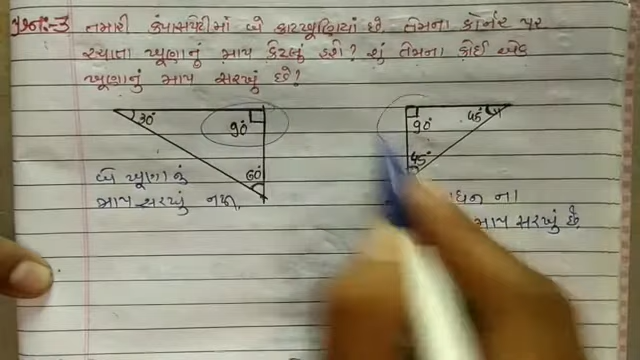 પ્રશ્ન:-3 તમારી કંપાસપેટીમાં બે કાટખૂણિયાં છે. તેમના કોર્નર પર
રચાતા ખૂણાનું માપ કેટલું હશે? શું તેમના કોઈ એક
ખૂણાનું માપ સરખું છે?
30°
90°
60°
90°
45°
45°
બે ખૂણાનું
માપ સરખું નથી.
ના
માપ સરખું છે.